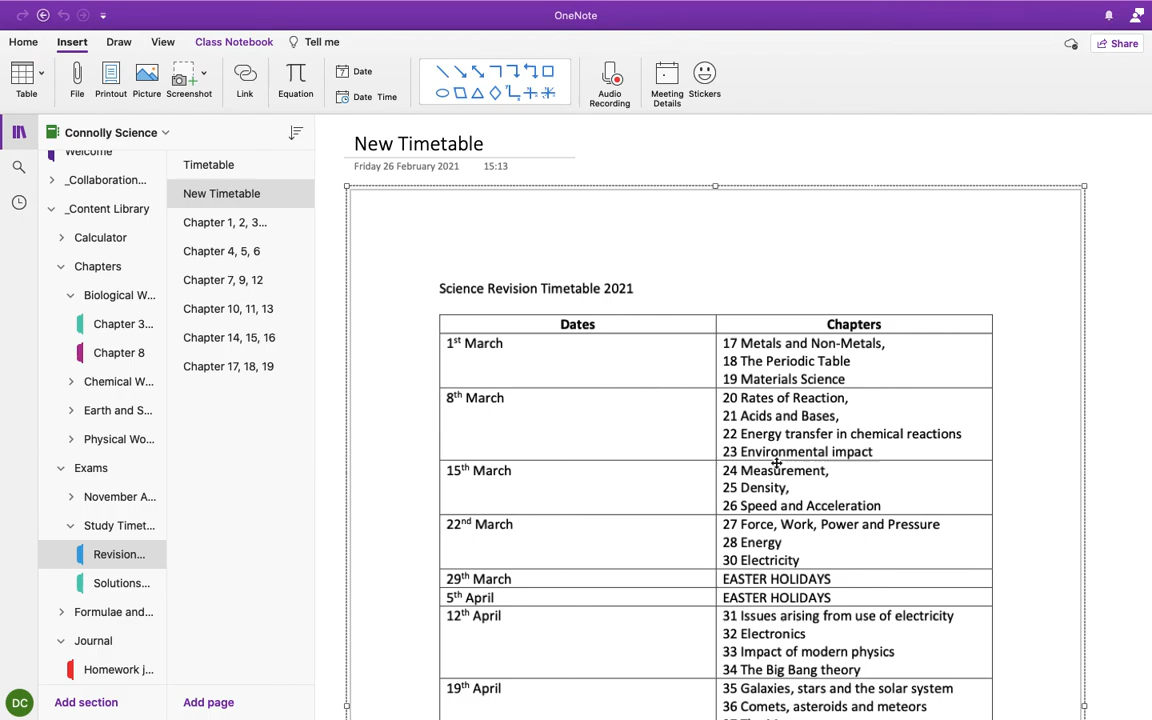 OneNote
Home Insert Draw View Class Notebook Tell me
Share
Table File Printout Picture Screenshot Link Equation
Date
Date Time
Audio Recording
Meeting Details
Stickers
Connolly Science
Welcome
_Collaboration...
_Content Library
Calculator
Chapters
Biological W...
Chapter 3...
Chapter 8
Chemical W...
Earth and S...
Physical Wo...
Exams
November A...
Study Timet...
Revision...
Solutions...
Formulae and...
Journal
Homework j...
DC
Add section
Timetable
New Timetable
Chapter 1, 2, 3...
Chapter 4, 5, 6
Chapter 7, 9, 12
Chapter 10, 11, 13
Chapter 14, 15, 16
Chapter 17, 18, 19
Add page
New Timetable
Friday 26 February 2021 15:13
Science Revision Timetable 2021
Dates Chapters
1st March 17 Metals and Non-Metals,
18 The Periodic Table
19 Materials Science
8th March 20 Rates of Reaction,
21 Acids and Bases,
22 Energy transfer in chemical reactions
23 Environmental impact
15th March 24 Measurement,
25 Density,
26 Speed and Acceleration
22nd March 27 Force, Work, Power and Pressure
28 Energy
30 Electricity
29th March EASTER HOLIDAYS
5th April EASTER HOLIDAYS
12th April 31 Issues arising from use of electricity
32 Electronics
33 Impact of modern physics
34 The Big Bang theory
19th April 35 Galaxies, stars and the solar system
36 Comets, asteroids and meteors